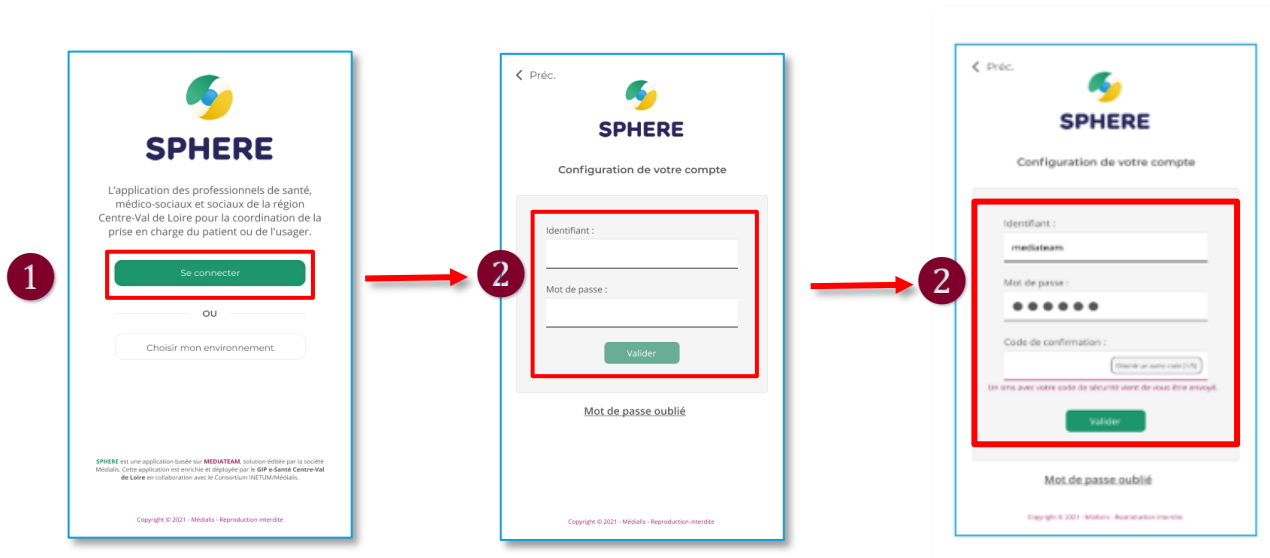 1
SPHERE
L'application des professionnels de santé,
médico-sociaux et sociaux de la région
Centre-Val de Loire pour la coordination de la
prise en charge du patient ou de l'usager.
Se connecter
OU
Choisir mon environnement
SPHERE est une application basée sur MEDIATEAM, solution éditée par la société
Médialis. Cette application est enrichie et déployée par le GIP e-Santé Centre-Val
de Loire en collaboration avec le Consortium INETUM/Médialis.
Copyright © 2021 - Médialis - Reproduction interdite
2
Préc.
SPHERE
Configuration de votre compte
Identifiant :
Mot de passe :
Valider
Mot de passe oublié
Copyright © 2021 - Médialis - Reproduction interdite
2
Préc.
SPHERE
Configuration de votre compte
Identifiant :
mediateam
Mot de passe :
Code de confirmation :
Obtenir un autre code (1/5)
Un sms avec votre code de sécurité vient de vous être envoyé.
Valider
Mot de passe oublié
Copyright © 2021 - Médialis - Reproduction interdite